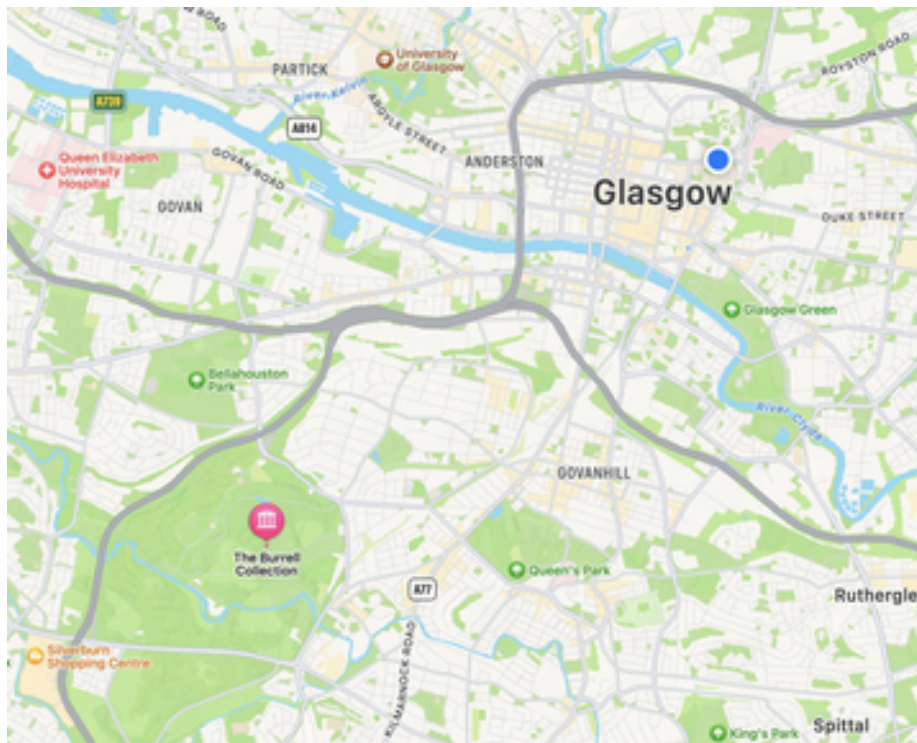 ROAD
University
of Glasgow
PARTICK
ROYSTON ROAD
River Kelvin
A739
A814
ARGYLE STREET
ANDERSTON
Queen Elizabeth
University
Hospital
GOVAN ROAD
Glasgow
GOVAN
DUKE STREET
Glasgow Green
Bellahouston
Park
River Clyde
GOVANHILL
The Burrell
Collection
Queen's Park
A77
Ruthergle
Silverburn
Shopping Centre
KILMARNOCK ROAD
Spittal
King's Park